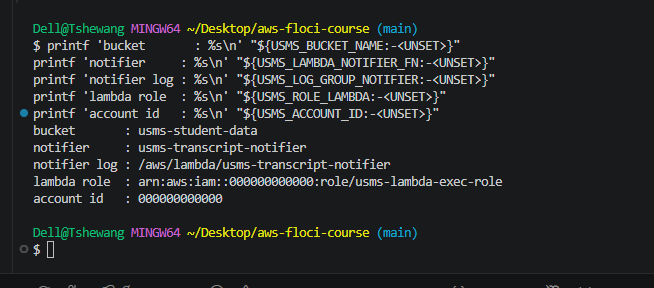 Dell@Tshewang MINGW64 ~/Desktop/aws-floci-course (main)
$ printf 'bucket       : %s\n' "${USMS_BUCKET_NAME:-<UNSET>}"
printf 'notifier     : %s\n' "${USMS_LAMBDA_NOTIFIER_FN:-<UNSET>}"
printf 'notifier log : %s\n' "${USMS_LOG_GROUP_NOTIFIER:-<UNSET>}"
printf 'lambda role  : %s\n' "${USMS_ROLE_LAMBDA:-<UNSET>}"
printf 'account id   : %s\n' "${USMS_ACCOUNT_ID:-<UNSET>}"
bucket       : usms-student-data
notifier     : usms-transcript-notifier
notifier log : /aws/lambda/usms-transcript-notifier
lambda role  : arn:aws:iam::000000000000:role/usms-lambda-exec-role
account id   : 000000000000
Dell@Tshewang MINGW64 ~/Desktop/aws-floci-course (main)
$